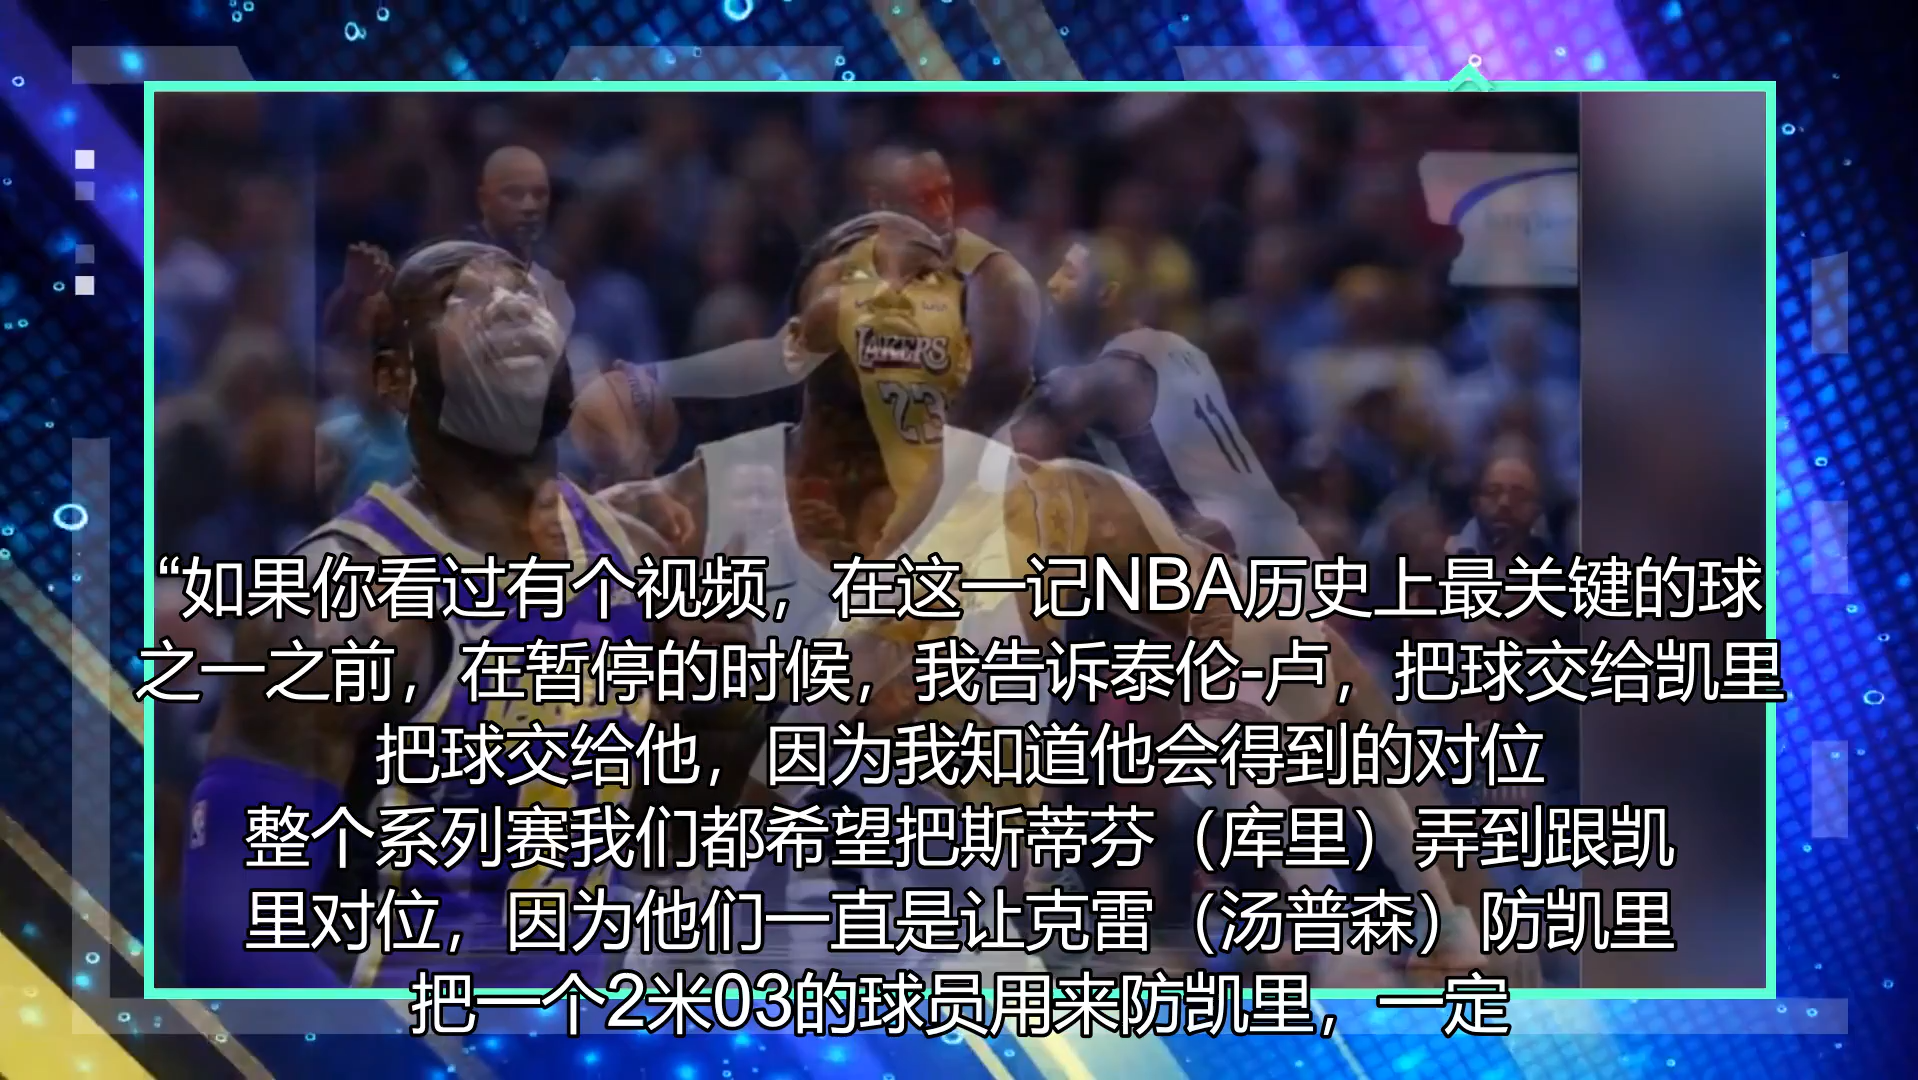 LAKERS
23
11
“如果你看过有个视频，在这一记NBA历史上最关键的球
之一之前，在暂停的时候，我告诉泰伦-卢，把球交给凯里
把球交给他，因为我知道他会得到的对位
整个系列赛我们都希望把斯蒂芬（库里）弄到跟凯
里对位，因为他们一直是让克雷（汤普森）防凯里
把一个2米03的球员用来防凯里，一定